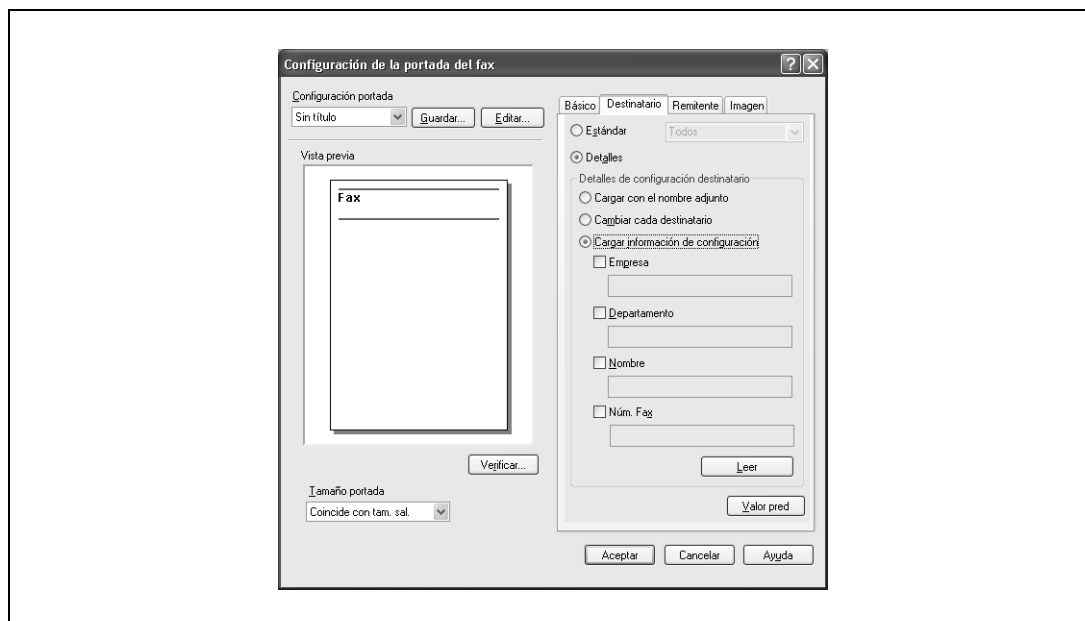 Configuración de la portada del fax
Configuración portada
Sin título
Guardar...
Editar...
Vista previa
Fax
Verificar...
Tamaño portada
Coincide con tam. sal.
Básico
Destinatario
Remitente
Imagen
Estándar
Todos
Detalles
Detalles de configuración destinatario
Cargar con el nombre adjunto
Cambiar cada destinatario
Cargar información de configuración
Empresa
Departamento
Nombre
Núm. Fax
Leer
Valor pred
Aceptar
Cancelar
Ayuda